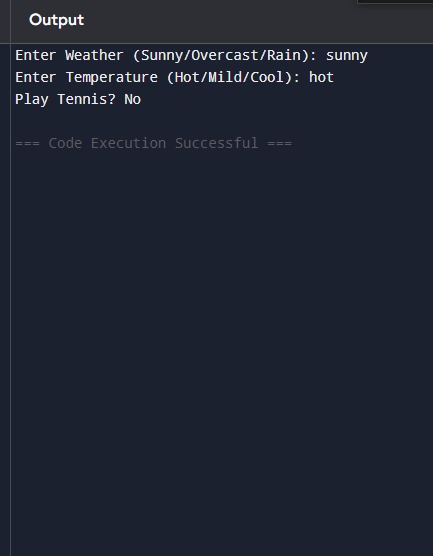 Output
Enter Weather (Sunny/Overcast/Rain): sunny
Enter Temperature (Hot/Mild/Cool): hot
Play Tennis? No
=== Code Execution Successful ===